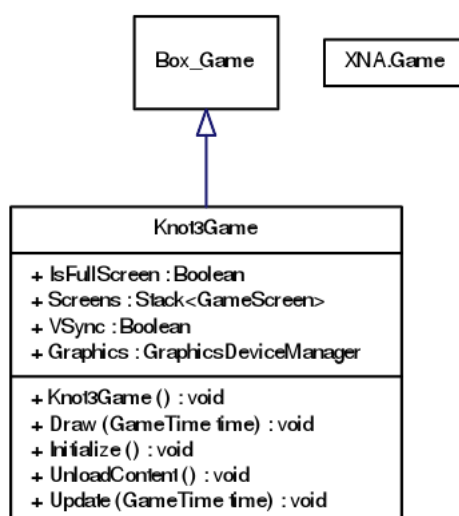 Box_Game
XNA.Game
Knot3Game
+ IsFullScreen : Boolean
+ Screens : Stack<GameScreen>
+ VSync : Boolean
+ Graphics : GraphicsDeviceManager
+ Knot3Game () : void
+ Draw (GameTime time) : void
+ Initialize () : void
+ UnloadContent () : void
+ Update (GameTime time) : void